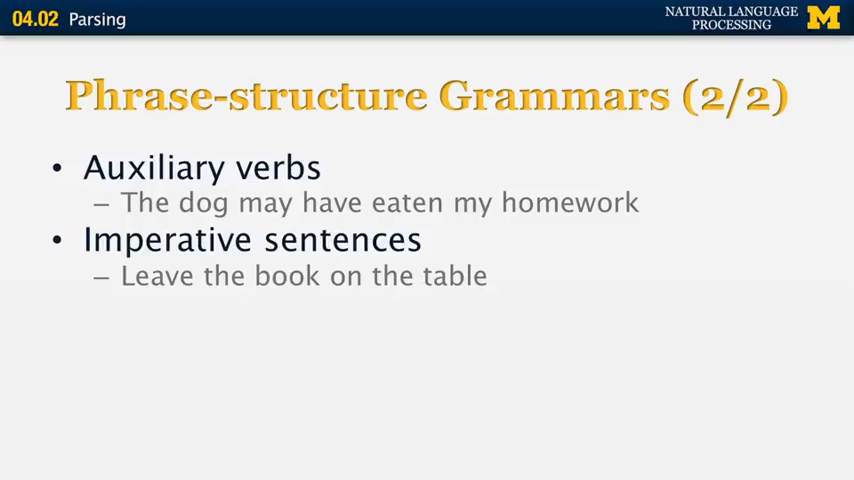 04.02 Parsing
NATURAL LANGUAGE
PROCESSING
M
Phrase-structure Grammars (2/2)
• Auxiliary verbs
– The dog may have eaten my homework
• Imperative sentences
– Leave the book on the table